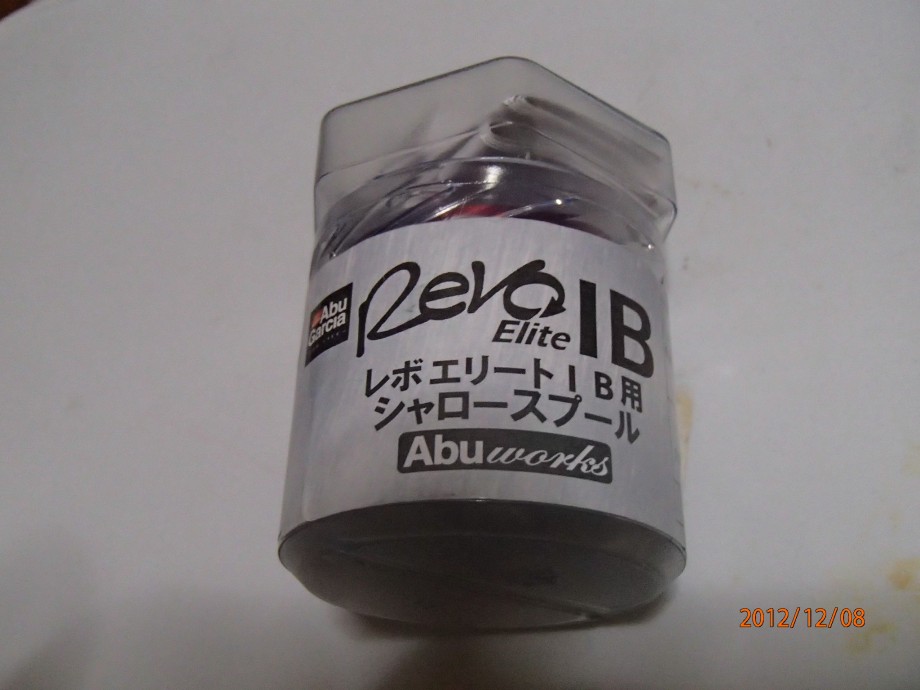 Abu
Garcia
Revo
Elite IB
レボエリートIB用
シャロースプール
Abu works
2012/12/08